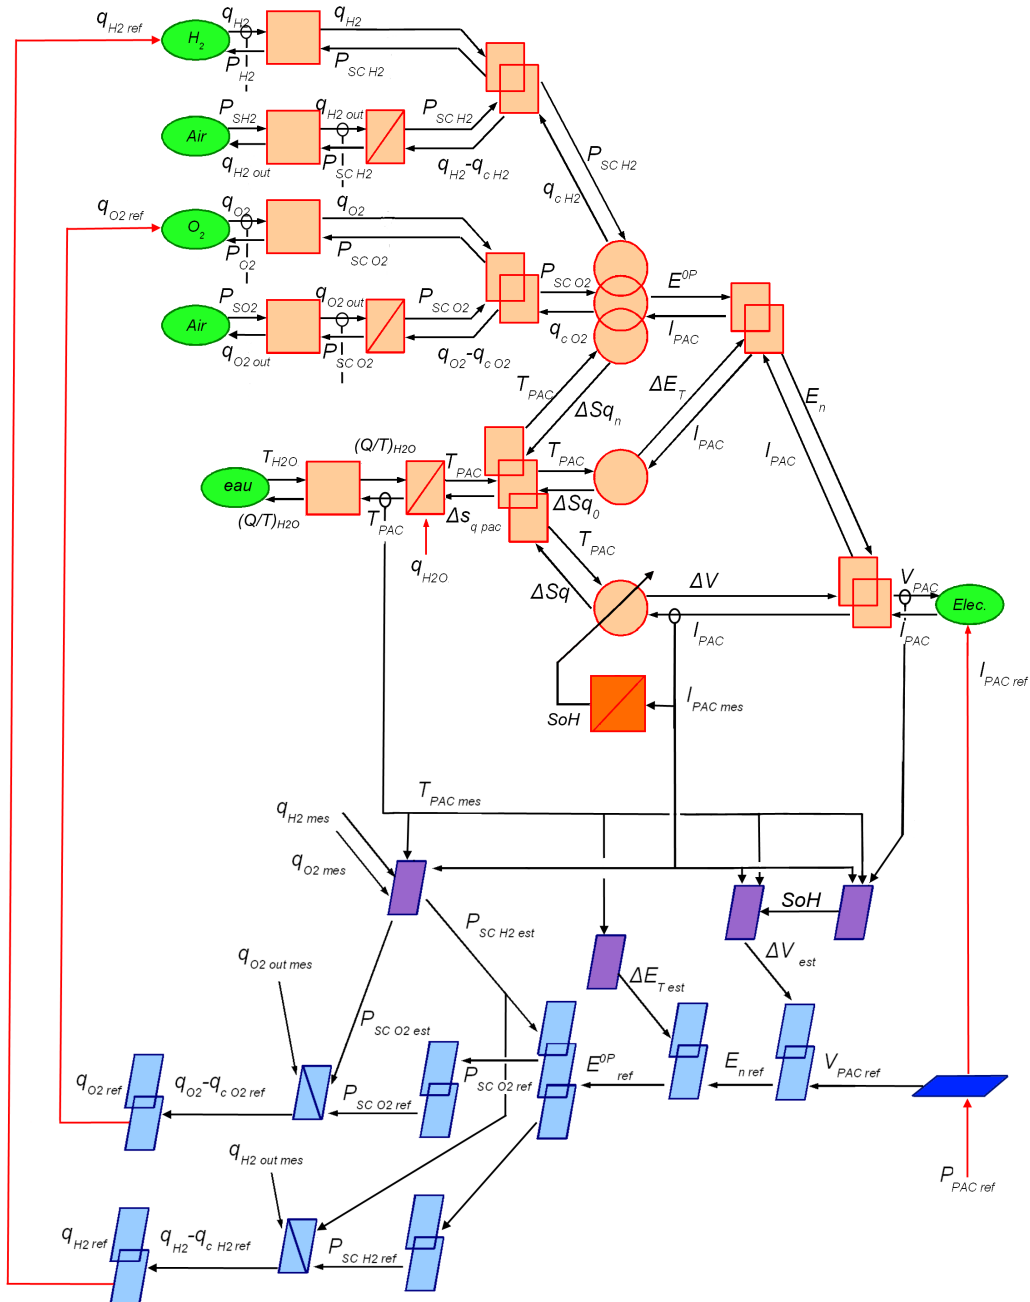 q H2 ref
H2
q H2
q H2
P H2
P SC H2
Air
P SH2
q H2 out
P SC H2
q H2 out
P SC H2
q H2-q c H2
P SC H2
q c H2
q O2 ref
O2
q O2
q O2
P O2
P SC O2
Air
P SO2
q O2 out
P SC O2
q O2 out
P SC O2
q O2-q c O2
P SC O2
q c O2
E 0P
I PAC
T PAC
ΔSq n
ΔE T
I PAC
E n
I PAC
eau
T H2O
(Q/T)H2O
(Q/T)H2O
T PAC
T PAC
Δs q pac
q H2O
T PAC
ΔSq 0
T PAC
ΔSq
ΔV
I PAC
V PAC
I PAC
Elec.
SoH
I PAC mes
I PAC ref
T PAC mes
q H2 mes
q O2 mes
SoH
P SC H2 est
ΔV est
q O2 out mes
ΔE T est
P SC O2 est
q O2 ref
q O2-q c O2 ref
P SC O2 ref
P SC O2 ref
E 0P ref
E n ref
V PAC ref
q H2 out mes
P PAC ref
q H2 ref
q H2-q c H2 ref
P SC H2 ref